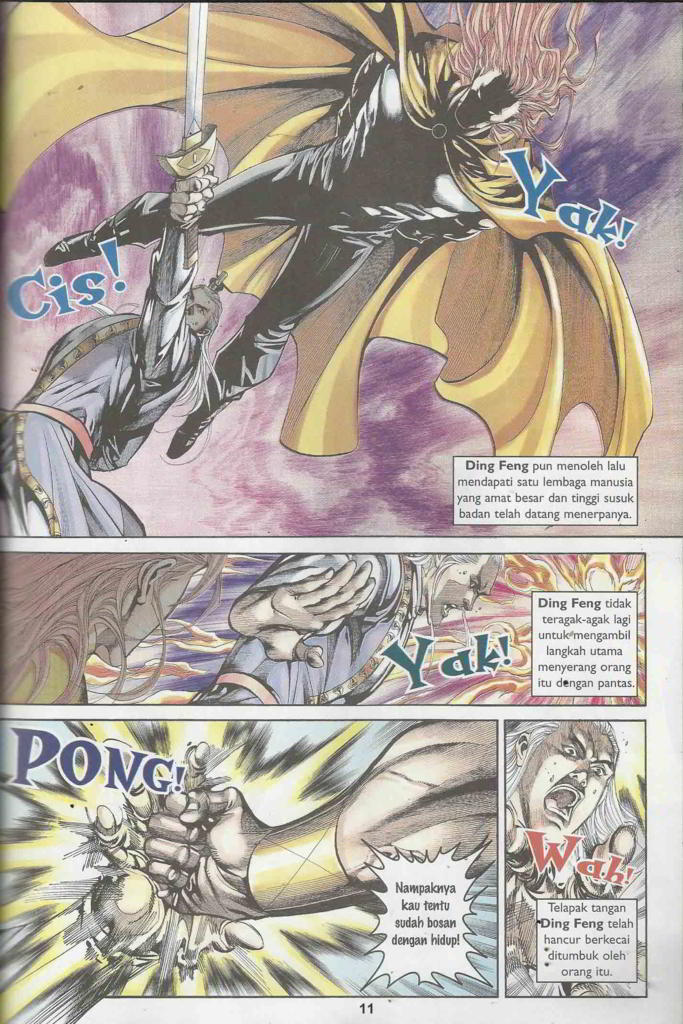 Yak!
Cis!
Ding Feng pun menoleh lalu
mendapati satu lembaga manusia
yang amat besar dan tinggi susuk
badan telah datang menerpanya.
Yak!
Ding Feng tidak
teragak-agak lagi
untuk mengambil
langkah utama
menyerang orang
itu dengan pantas.
PONG!
Nampaknya
kau tentu
sudah bosan
dengan hidup!
Wah!
Telapak tangan
Ding Feng telah
hancur berkecai
ditumbuk oleh
orang itu.
11